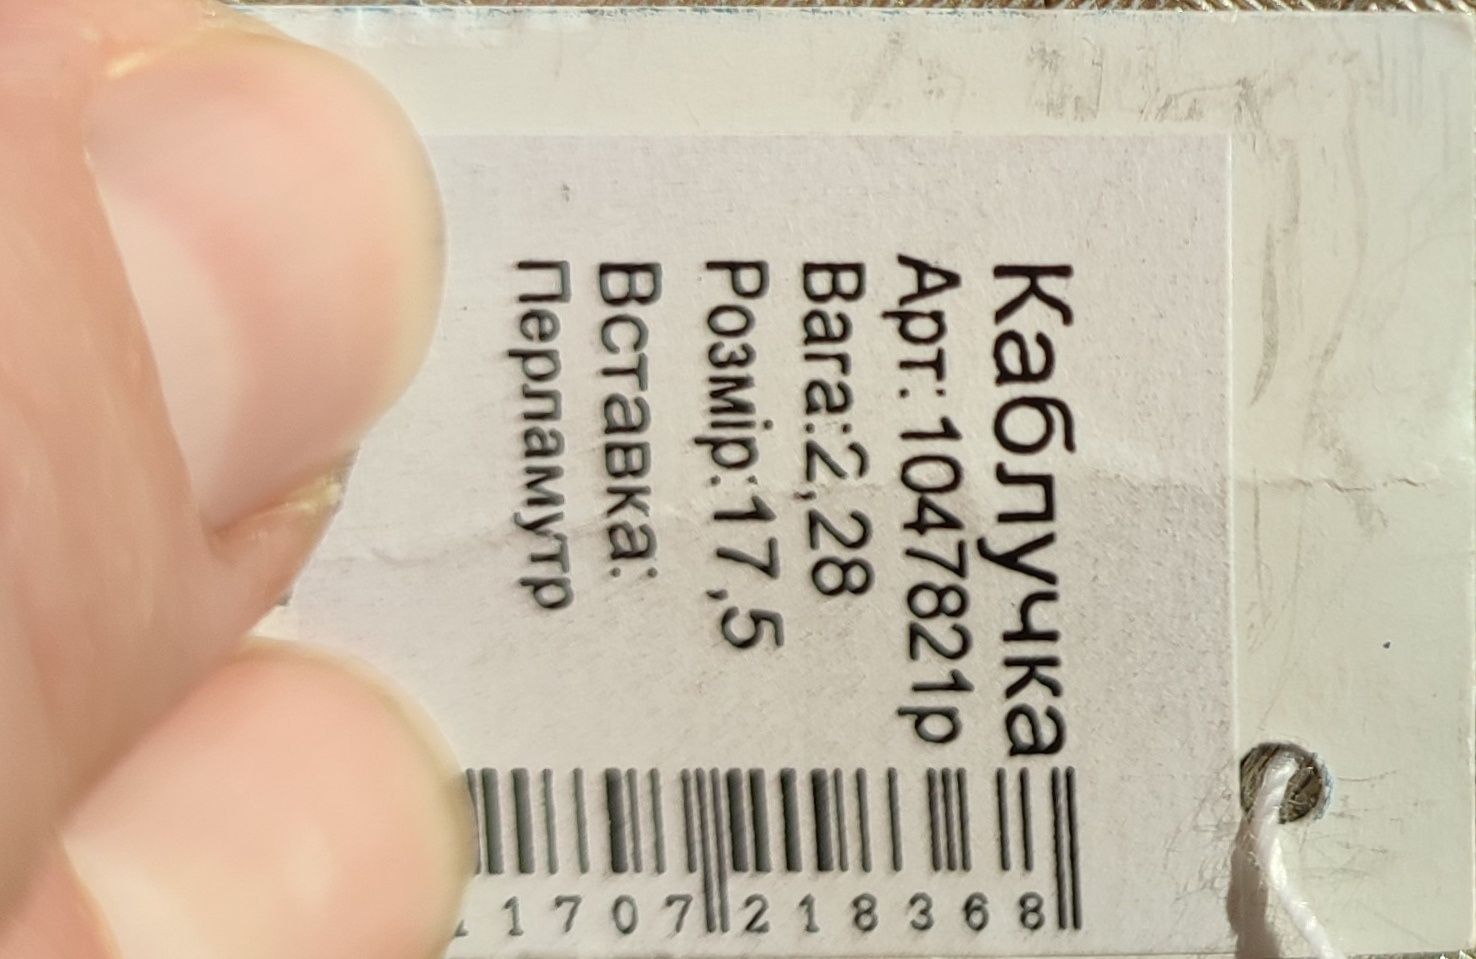 Каблучка
Арт: 1047821р
Вага:2,28
Розмір:17,5
Вставка:
Перламутр
1707 218368